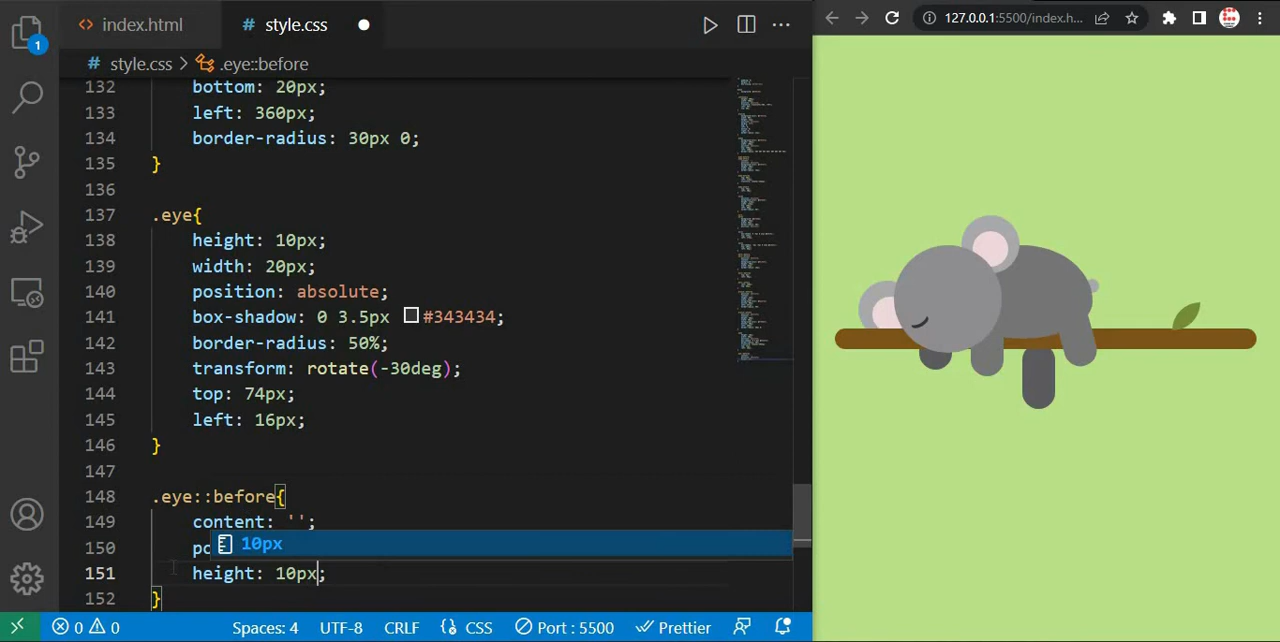 index.html
style.css
127.0.0.1:5500/index.h...
style.css > .eye::before
1
132 bottom: 20px;
133 left: 360px;
134 border-radius: 30px 0;
135 }
136
137 .eye{
138 height: 10px;
139 width: 20px;
140 position: absolute;
141 box-shadow: 0 3.5px #343434;
142 border-radius: 50%;
143 transform: rotate(-30deg);
144 top: 74px;
145 left: 16px;
146 }
147
148 .eye::before{
149 content: '';
10px
150 po
151 height: 10px;
152 }
0 0
Spaces: 4 UTF-8 CRLF {} CSS Port : 5500 Prettier